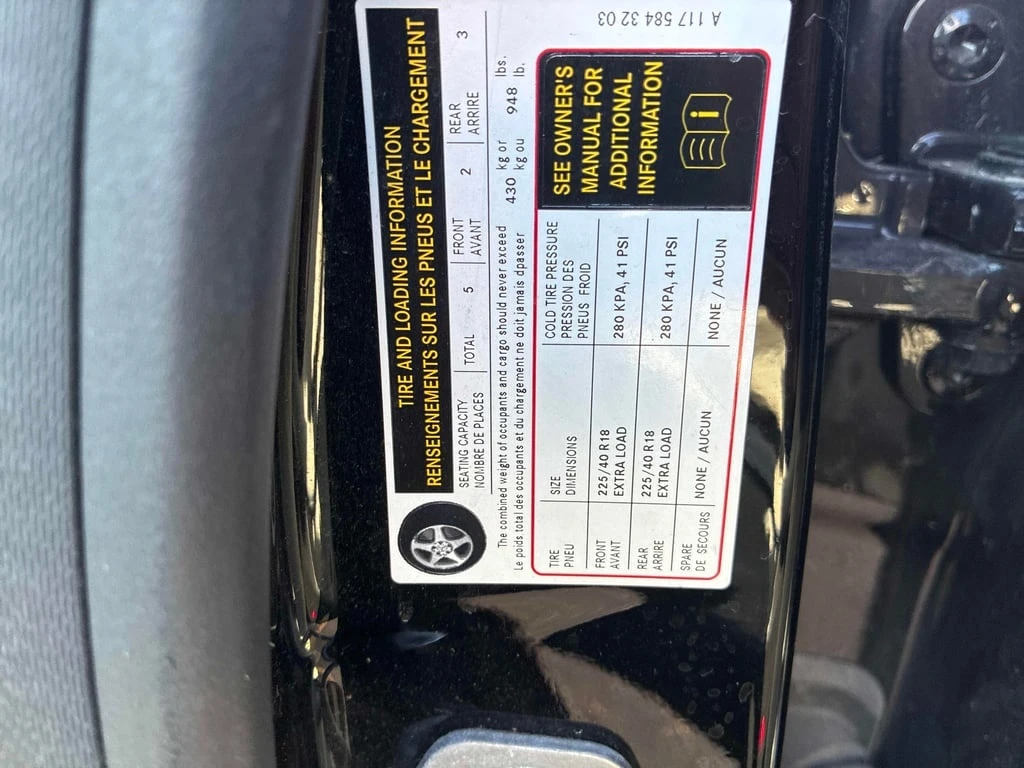 TIRE AND LOADING INFORMATION
RENSEIGNEMENTS SUR LES PNEUS ET LE CHARGEMENT
SEATING CAPACITY
NOMBRE DE PLACES
TOTAL 5
FRONT
AVANT
2
REAR
ARRIRE
3
The combined weight of occupants and cargo should never exceed 430 kg or 948 lbs.
Le poids total des occupants et du chargement ne doit jamais dpasser kg ou lb.
TIRE
PNEU
SIZE
DIMENSIONS
COLD TIRE PRESSURE
PRESSION DES
PNEUS FROID
FRONT
AVANT
225/40 R18
EXTRA LOAD
280 KPA, 41 PSI
REAR
ARRIRE
225/40 R18
EXTRA LOAD
280 KPA, 41 PSI
SPARE
DE SECOURS
NONE / AUCUN
NONE / AUCUN
SEE OWNER'S
MANUAL FOR
ADDITIONAL
INFORMATION
i
A 117 584 32 03